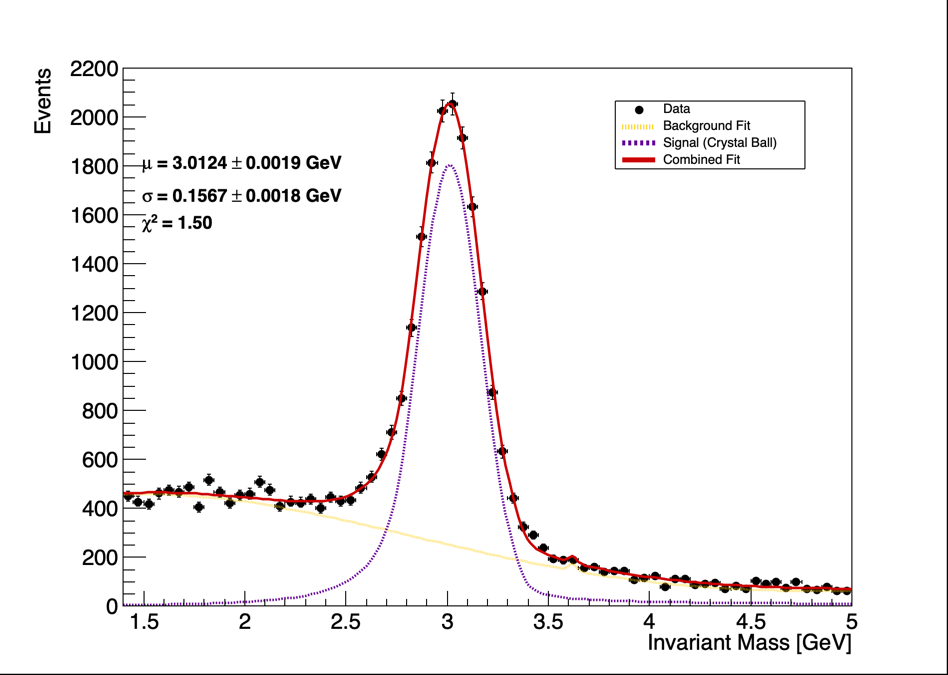 Events
2200
2000
1800
1600
1400
1200
1000
800
600
400
200
0
μ = 3.0124 ± 0.0019 GeV
σ = 0.1567 ± 0.0018 GeV
χ² = 1.50
Data
Background Fit
Signal (Crystal Ball)
Combined Fit
1.5 2 2.5 3 3.5 4 4.5 5
Invariant Mass [GeV]